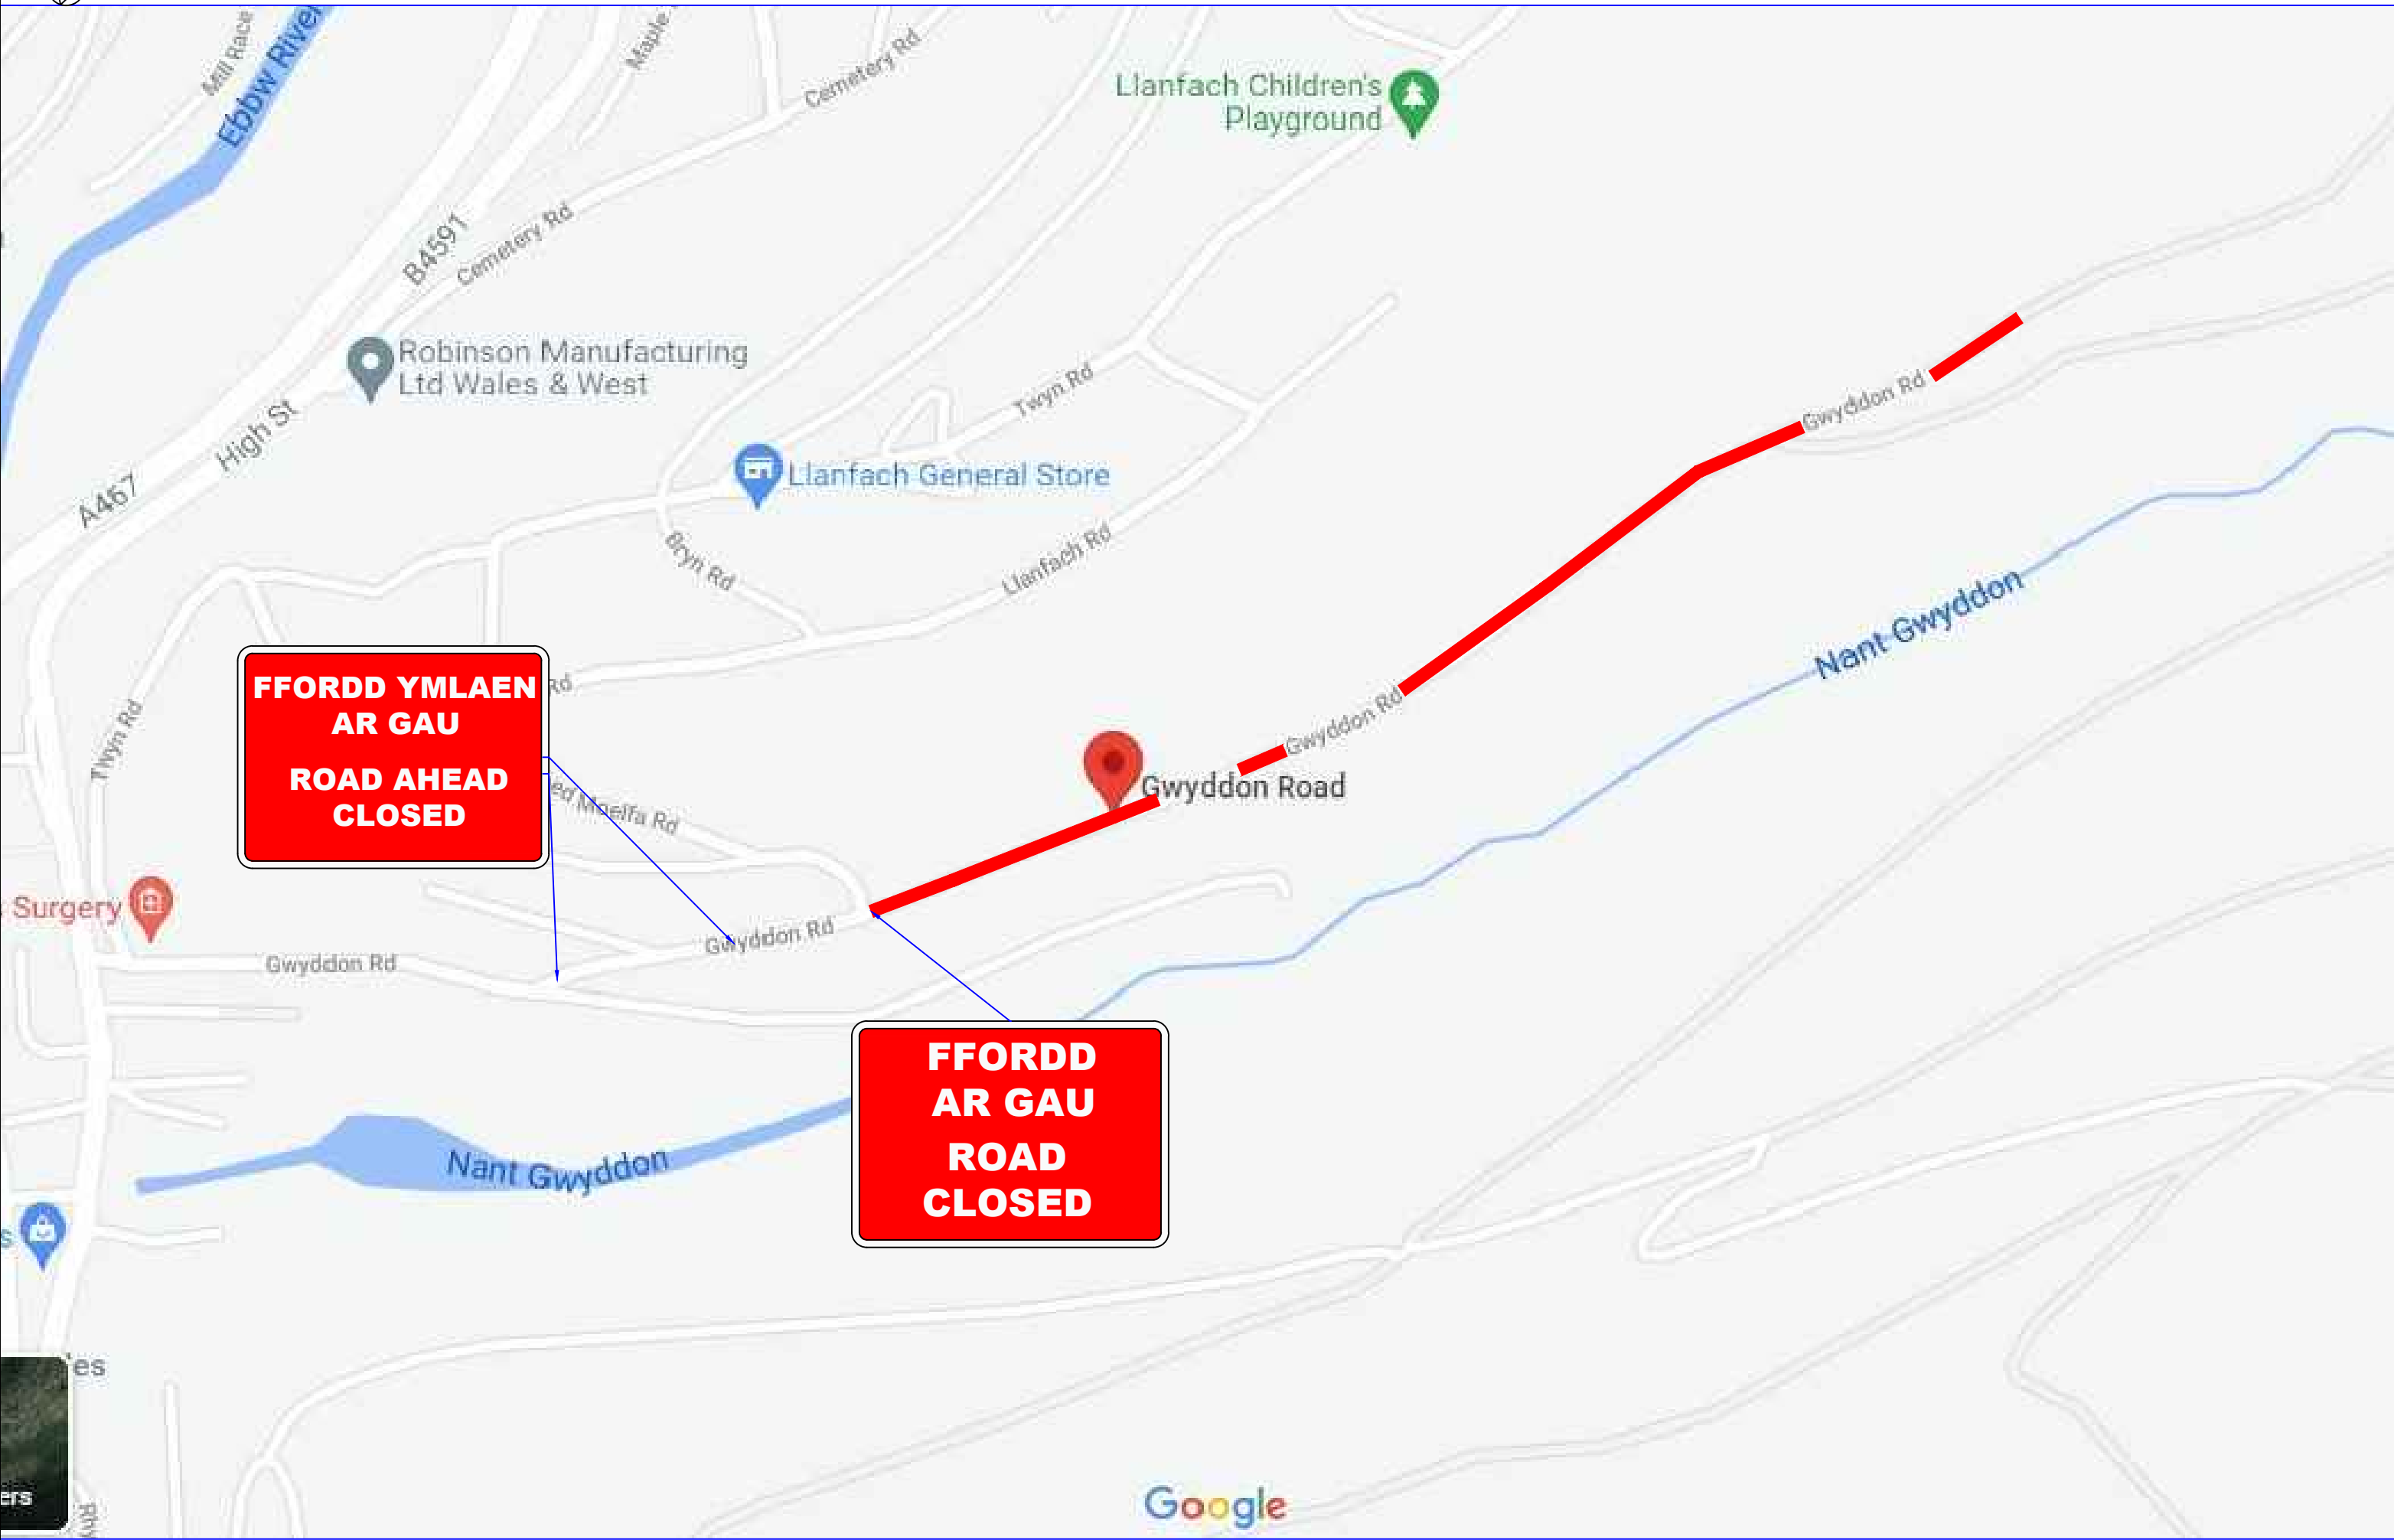 Mill Race
Ebbw River
Maple
Cemetery Rd
Llanfach Children's
Playground
B4591
Cemetery Rd
Robinson Manufacturing
Ltd Wales & West
High St
A467
Twyn Rd
Gwyddon Rd
Llanfach General Store
Bryn Rd
Llanfach Rd
Nant Gwyddon
FFORDD YMLAEN
AR GAU
ROAD AHEAD
CLOSED
Rd
Twyn Rd
Gwyddon Rd
Gwyddon Road
ed Moelfa Rd
Surgery
Gwyddon Rd
Gwyddon Rd
FFORDD
AR GAU
ROAD
CLOSED
Nant Gwyddon
s
es
ers
Rhy
Google